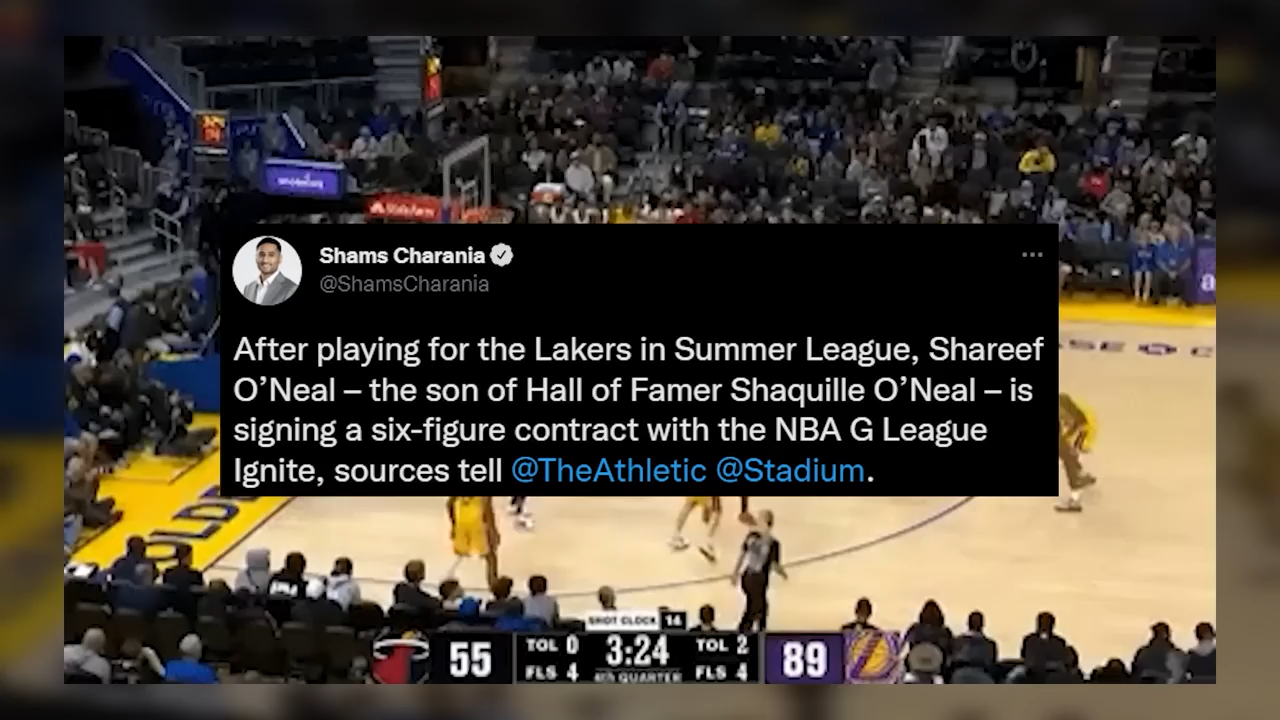 Shams Charania
@ShamsCharania
After playing for the Lakers in Summer League, Shareef
O’Neal – the son of Hall of Famer Shaquille O’Neal – is
signing a six-figure contract with the NBA G League
Ignite, sources tell @TheAthletic @Stadium.
SHOT CLOCK 14
55 TOL 0 3:24 TOL 2 89
FLS 4 4TH QUARTER FLS 4